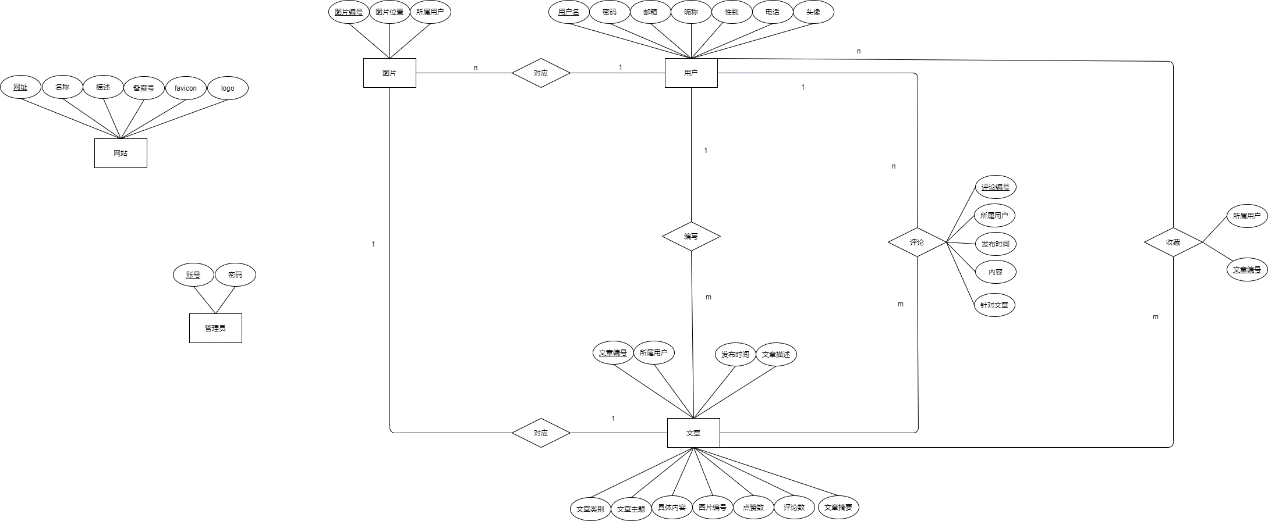 图片编号 图片位置 所属用户
用户名 密码 邮箱 昵称 性别 电话 头像
n
图片 n 对应 1 用户
1
网址 名称 描述 备案号 favicon logo
网站
1
n
评论编号
所属用户
发布时间
内容
针对文章
所属用户
文章编号
编写
评论
收藏
1
账号 密码
管理员
m
m
m
文章编号 所属用户 发布时间 文章描述
1
对应
文章
文章类别 文章主题 具体内容 图片编号 点赞数 评论数 文章摘要